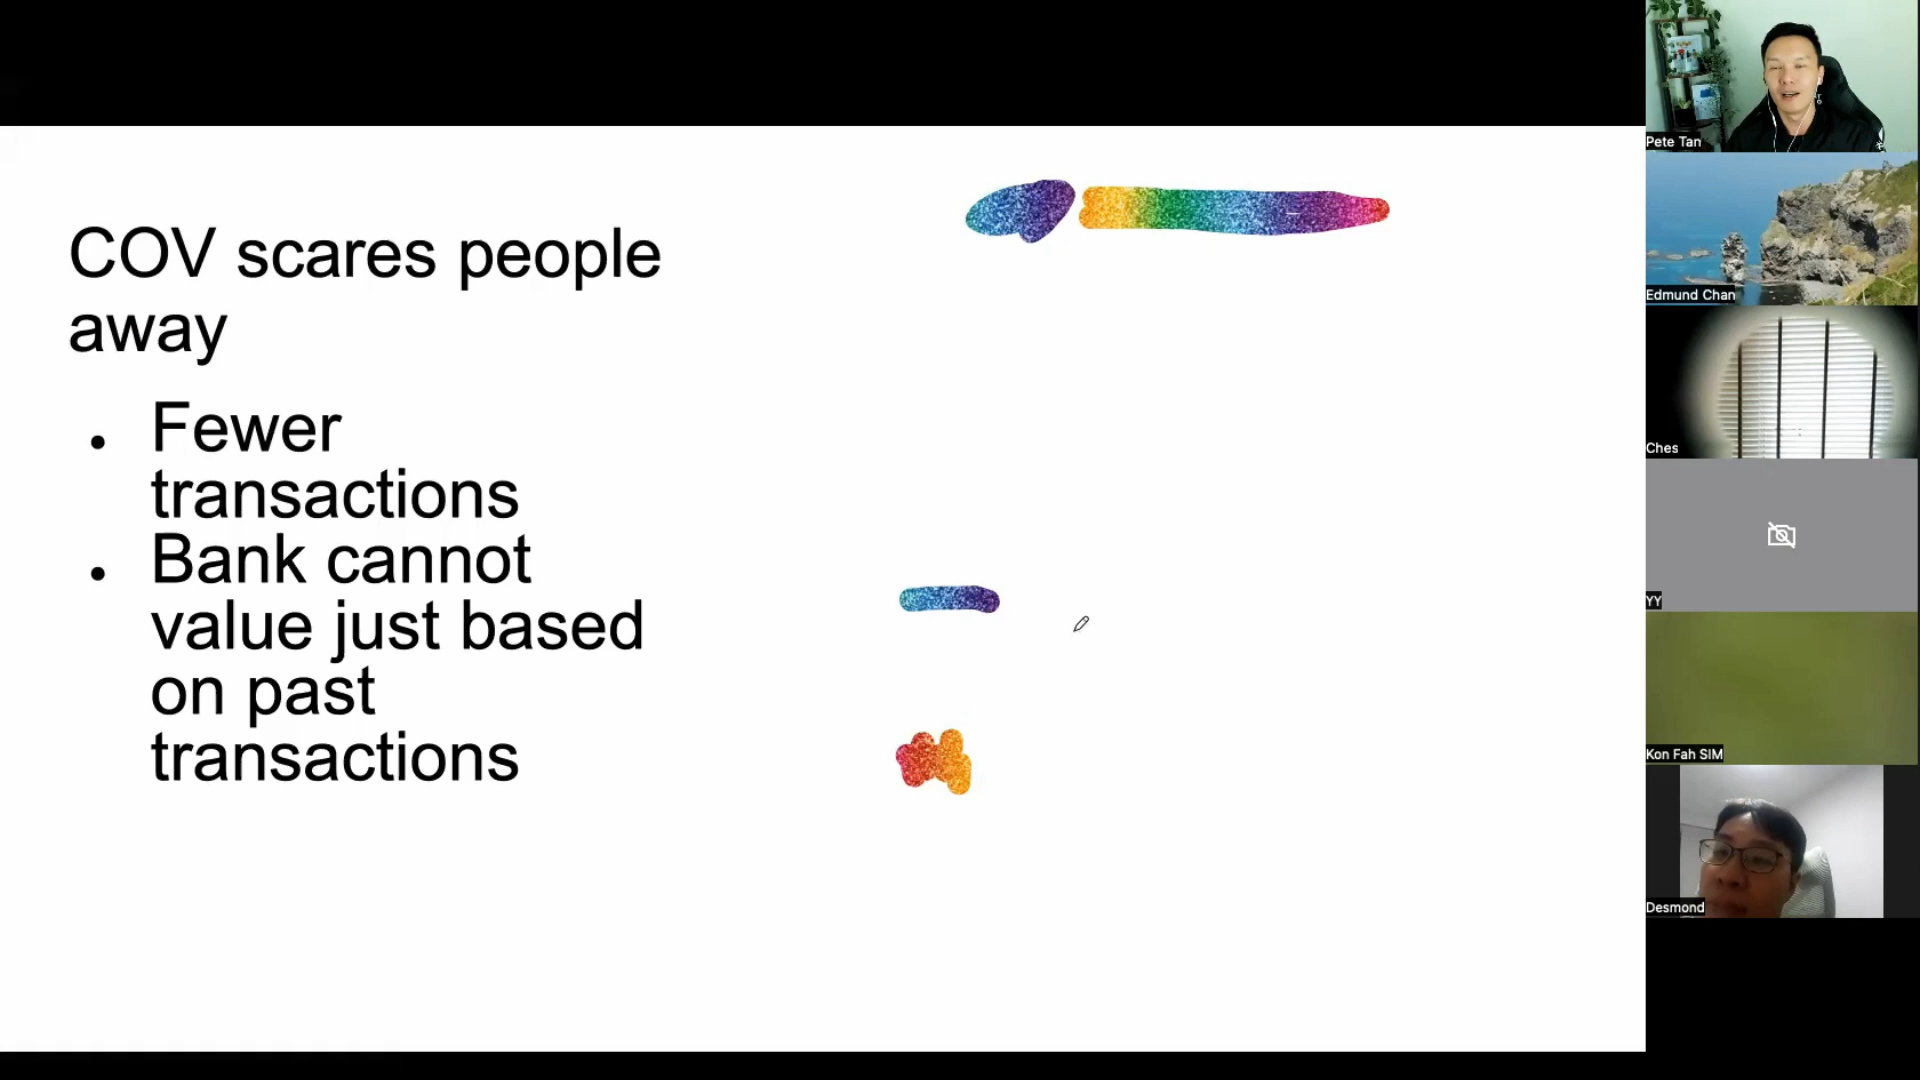 COV scares people
away
• Fewer
transactions
• Bank cannot
value just based
on past
transactions
Pete Tan
Edmund Chan
Ches
YY
Kon Fah SIM
Desmond